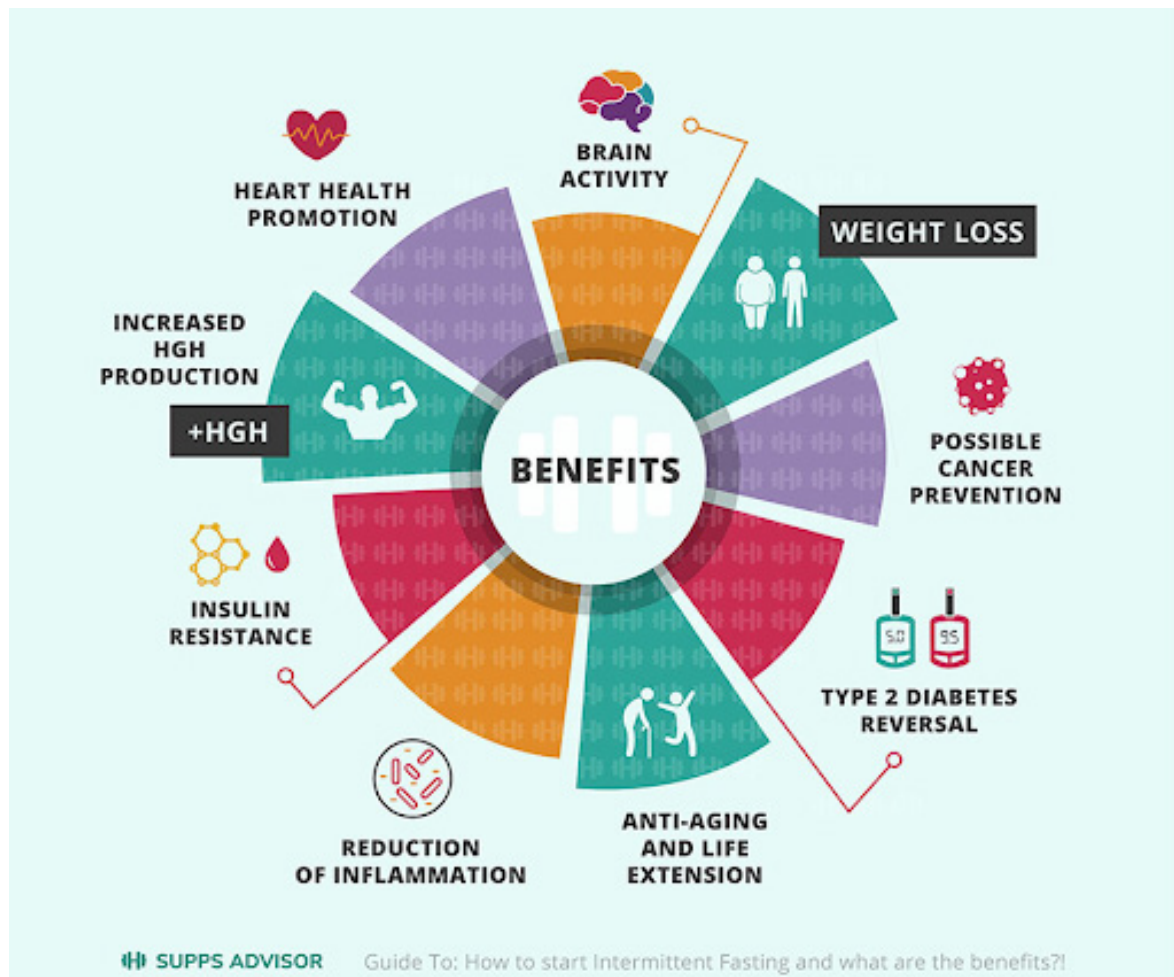 BRAIN
ACTIVITY
HEART HEALTH
PROMOTION
WEIGHT LOSS
INCREASED
HGH
PRODUCTION
+HGH
BENEFITS
POSSIBLE
CANCER
PREVENTION
INSULIN
RESISTANCE
5.0
9.5
TYPE 2 DIABETES
REVERSAL
REDUCTION
OF INFLAMMATION
ANTI-AGING
AND LIFE
EXTENSION
SUPPS ADVISOR Guide To: How to start Intermittent Fasting and what are the benefits?!